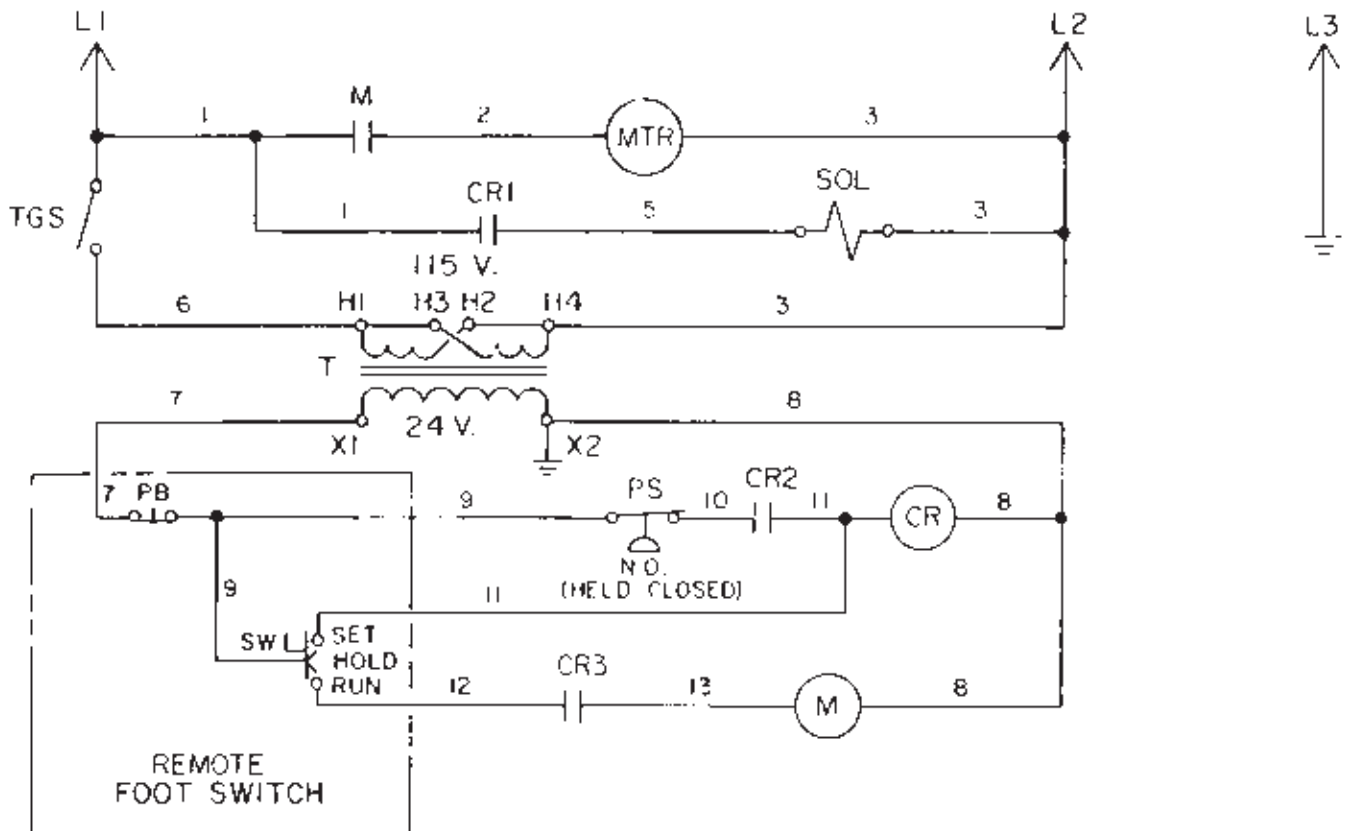 L1
L2
L3
M
1
2
MTR
3
TGS
CR1
SOL
1
5
3
115 V.
6
H1
H3
H2
H4
3
T
7
24 V.
8
X1
X2
7
PB
9
PS
10
CR2
11
CR
8
N.O.
(HELD CLOSED)
9
11
SW1
SET
HOLD
RUN
CR3
12
13
M
8
REMOTE
FOOT SWITCH